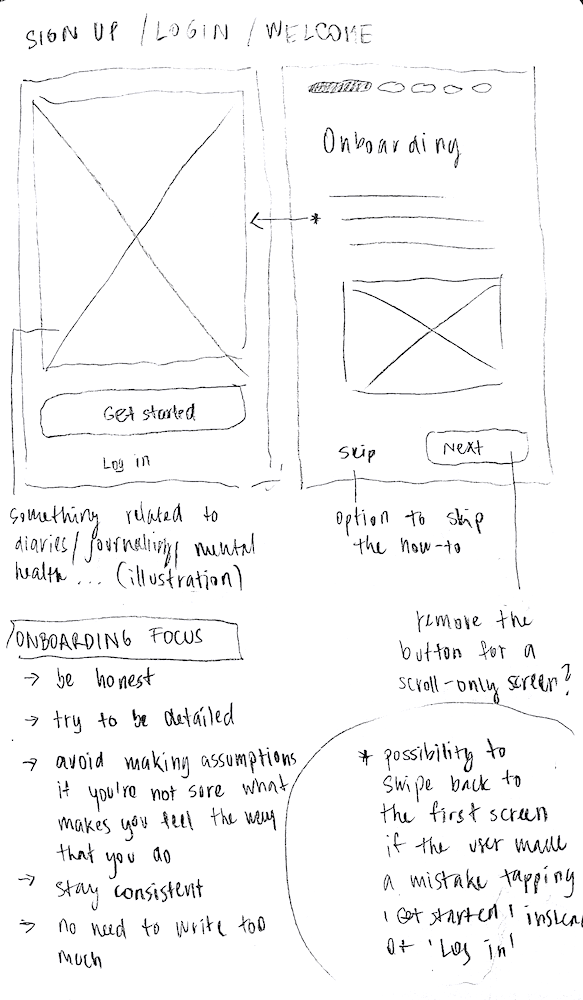 SIGN UP / LOGIN / WELCOME
Get started
Log in
something related to
diaries/journaling/mental
health ... (illustration)
Onboarding
*
Skip
Next
option to skip
the how-to
remove the
button for a
scroll-only screen?
ONBOARDING FOCUS
→ be honest
→ try to be detailed
→ avoid making assumptions
if you're not sure what
makes you feel the way
that you do
→ stay consistent
→ no need to write too
much
* possibility to
swipe back to
the first screen
if the user made
a mistake tapping
'Get started' instea
of 'Log in'